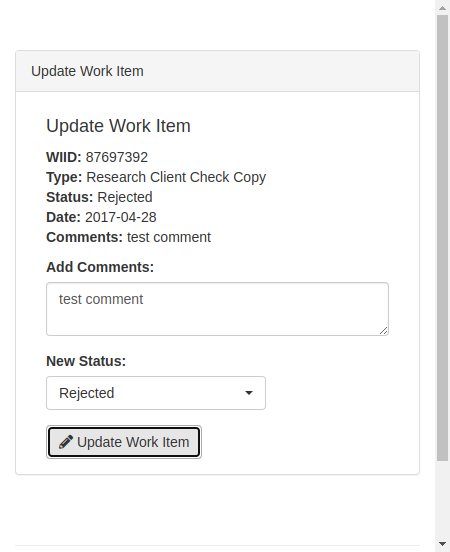 Update Work Item
Update Work Item
WIID: 87697392
Type: Research Client Check Copy
Status: Rejected
Date: 2017-04-28
Comments: test comment
Add Comments:
test comment
New Status:
Rejected
Update Work Item